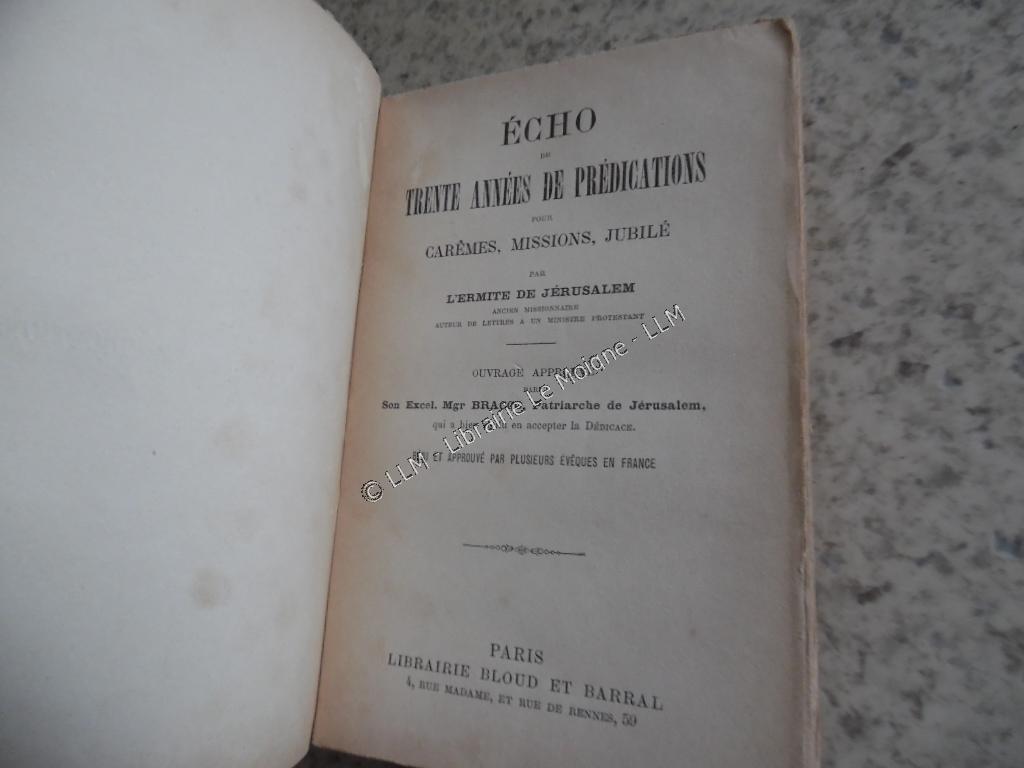 ÉCHO
DE
TRENTE ANNÉES DE PRÉDICATIONS
POUR
CARÊMES, MISSIONS, JUBILÉ
PAR
L'ERMITE DE JÉRUSALEM
ANCIEN MISSIONNAIRE
AUTEUR DE LETTRES A UN MINISTRE PROTESTANT
OUVRAGE
PAR
Son Excel. Mgr Patriarche de Jérusalem,
qui a bien en accepter la DÉDICACE.
ET APPROUVÉ PAR PLUSIEURS ÉVÊQUES EN FRANCE
PARIS
LIBRAIRIE BLOUD ET BARRAL
4, RUE MADAME, ET RUE DE RENNES, 59
© LLM - Librairie Le Moigne - LLM